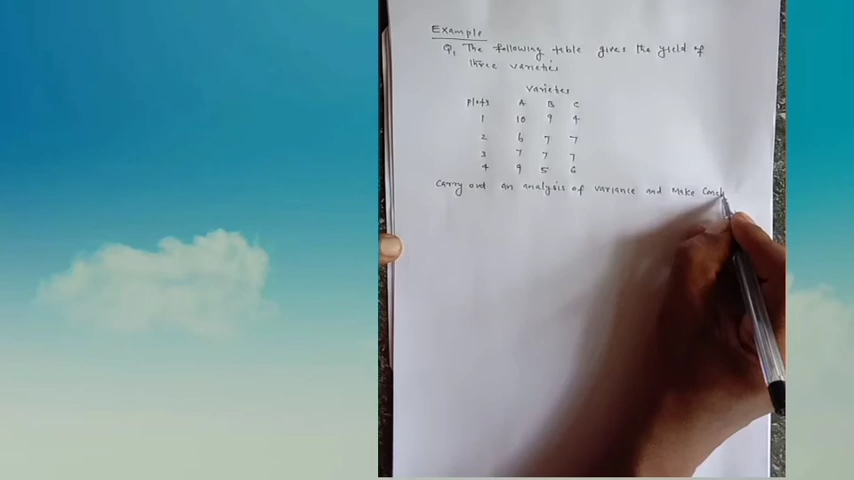 Example
Q. The following table gives the yield of
three varieties
Varieties
Plots A B C
1 10 9 4
2 6 7 7
3 7 7 7
4 9 5 6
Carry out an analysis of variance and Make Concl